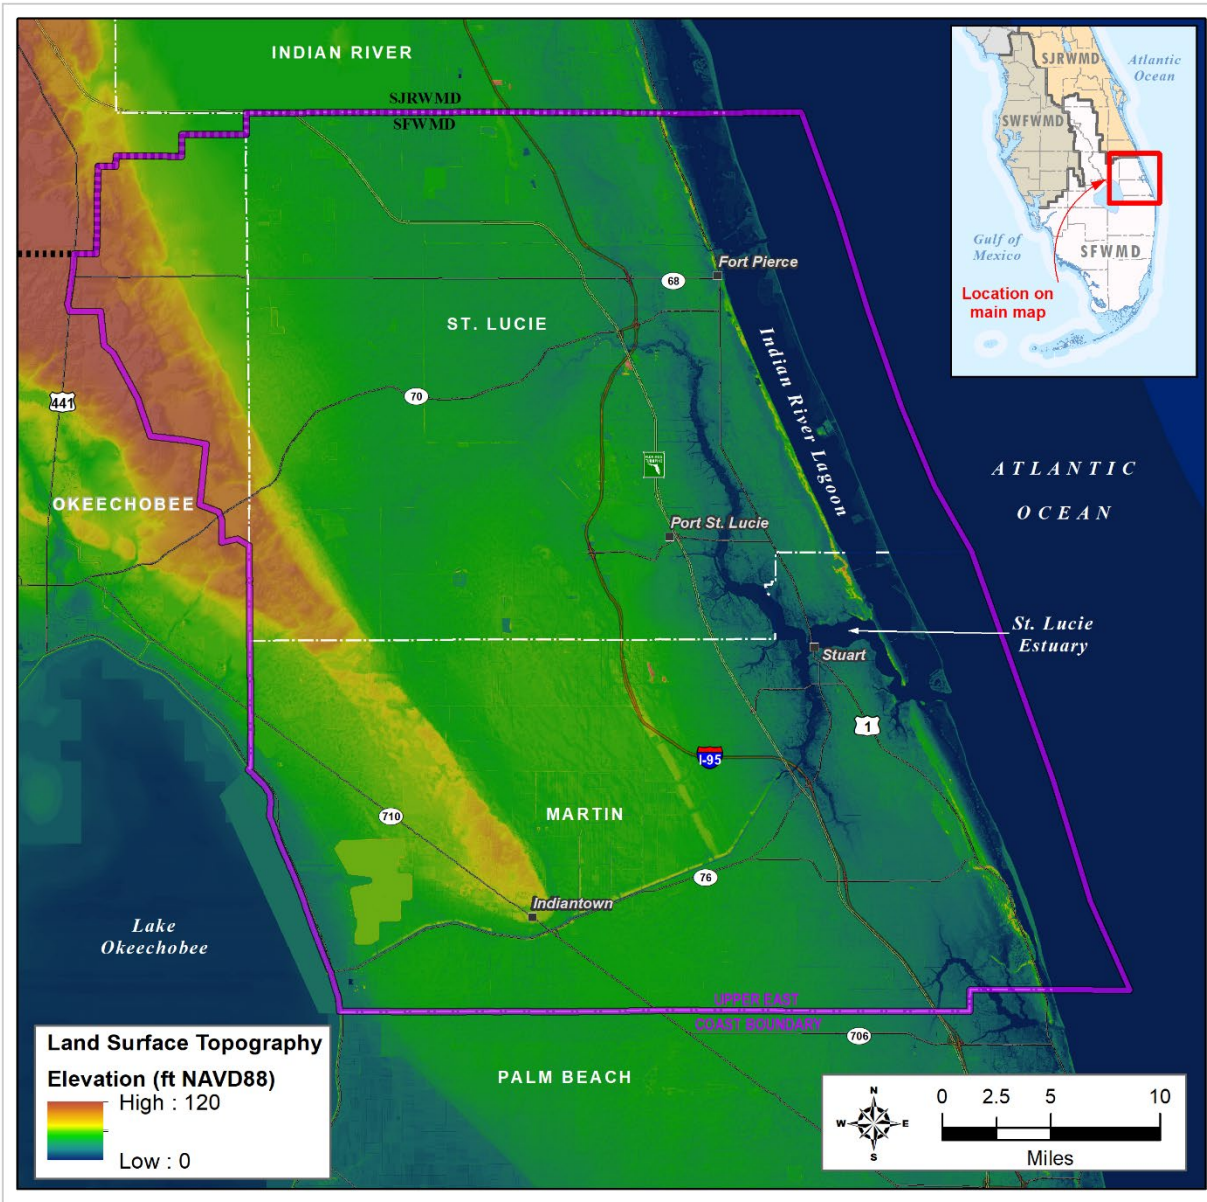 INDIAN RIVER
SJRWMD
SFWMD
SJRWMD
Atlantic
Ocean
SWFWMD
Gulf of
Mexico
SFWMD
Location on
main map
Fort Pierce
68
ST. LUCIE
Indian River Lagoon
70
441
OKEECHOBEE
ATLANTIC
OCEAN
Port St. Lucie
St. Lucie
Estuary
Stuart
1
I-95
710
MARTIN
76
Indiantown
Lake
Okeechobee
UPPER EAST
COAST BOUNDARY
706
PALM BEACH
Land Surface Topography
Elevation (ft NAVD88)
High : 120
Low : 0
N
W E
S
0 2.5 5 10
Miles